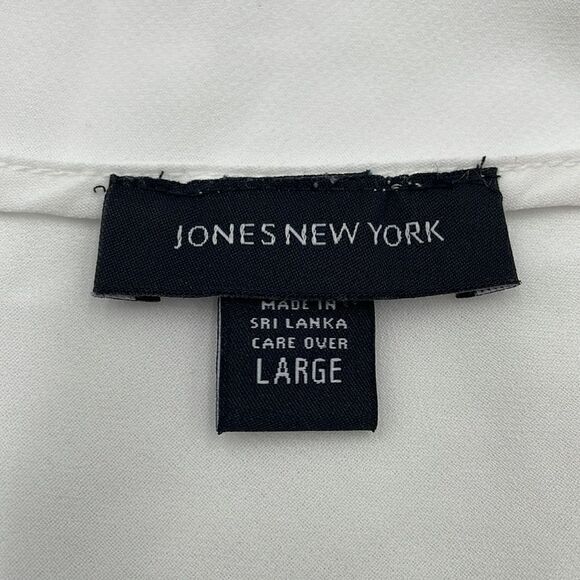 JONES NEW YORK
MADE IN
SRI LANKA
CARE OVER
LARGE